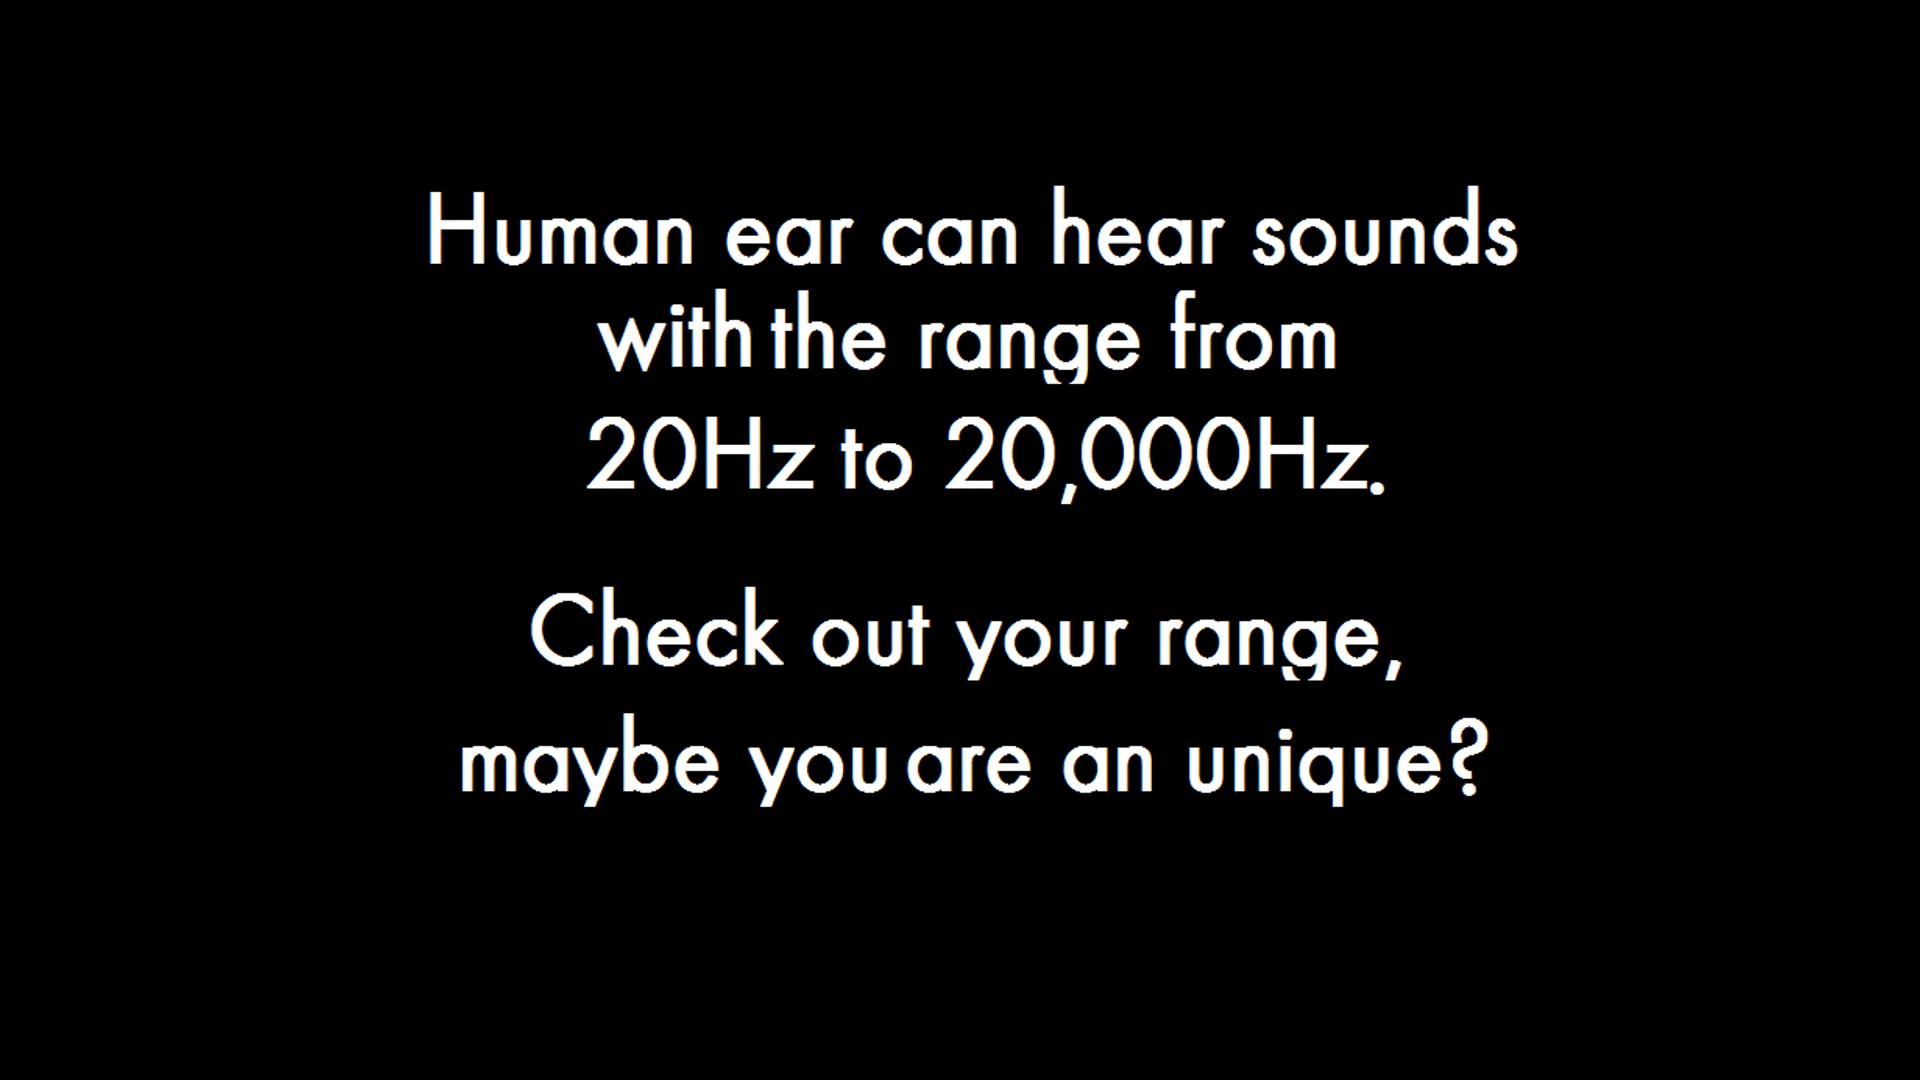 Human ear can hear sounds
with the range from
20Hz to 20,000Hz.
Check out your range,
maybe you are an unique?